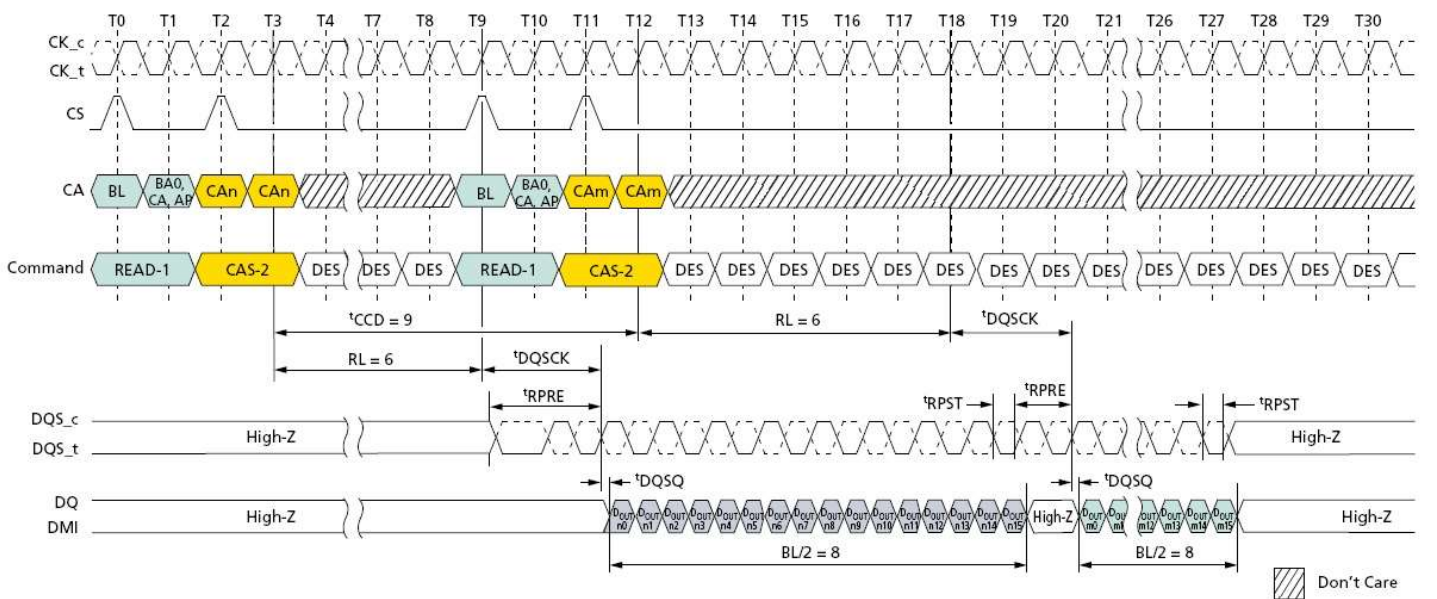 T0 T1 T2 T3 T4 T7 T8 T9 T10 T11 T12 T13 T14 T15 T16 T17 T18 T19 T20 T21 T26 T27 T28 T29 T30
CK_c
CK_t
CS
CA BL BA0, CA, AP CAn CAn BL BA0, CA, AP CAm CAm
Command READ-1 CAS-2 DES DES DES READ-1 CAS-2 DES DES DES DES DES DES DES DES DES DES DES DES DES DES
tCCD = 9 RL = 6 tDQSCK
RL = 6 tDQSCK
tRPRE tRPST tRPRE tRPST
DQS_c
DQS_t High-Z High-Z
tDQSQ tDQSQ
DQ
DMI High-Z DOUT n0 DOUT n1 DOUT n2 DOUT n3 DOUT n4 DOUT n5 DOUT n6 DOUT n7 DOUT n8 DOUT n9 DOUT n10 DOUT n11 DOUT n12 DOUT n13 DOUT n14 DOUT n15 High-Z DOUT m0 DOUT m1 DOUT m12 DOUT m13 DOUT m14 DOUT m15 High-Z
BL/2 = 8 BL/2 = 8
Don't Care